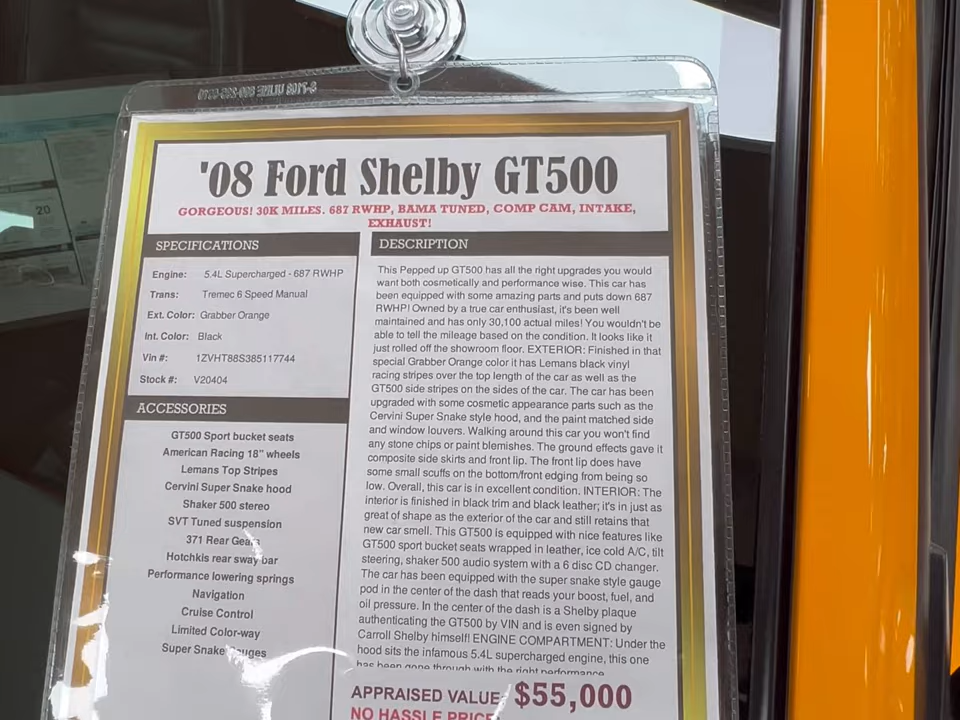 '08 Ford Shelby GT500
GORGEOUS! 30K MILES. 687 RWHP, BAMA TUNED, COMP CAM, INTAKE,
EXHAUST!
SPECIFICATIONS
Engine: 5.4L Supercharged - 687 RWHP
Trans: Tremec 6 Speed Manual
Ext. Color: Grabber Orange
Int. Color: Black
Vin #: 1ZVHT88S385117744
Stock #: V20404
ACCESSORIES
GT500 Sport bucket seats
American Racing 18" wheels
Lemans Top Stripes
Cervini Super Snake hood
Shaker 500 stereo
SVT Tuned suspension
371 Rear Gears
Hotchkis rear sway bar
Performance lowering springs
Navigation
Cruise Control
Limited Color-way
Super Snake Gauges
DESCRIPTION
This Pepped up GT500 has all the right upgrades you would
want both cosmetically and performance wise. This car has
been equipped with some amazing parts and puts down 687
RWHP! Owned by a true car enthusiast, it's been well
maintained and has only 30,100 actual miles! You wouldn't be
able to tell the mileage based on the condition. It looks like it
just rolled off the showroom floor. EXTERIOR: Finished in that
special Grabber Orange color it has Lemans black vinyl
racing stripes over the top length of the car as well as the
GT500 side stripes on the sides of the car. The car has been
upgraded with some cosmetic appearance parts such as the
Cervini Super Snake style hood, and the paint matched side
and window louvers. Walking around this car you won't find
any stone chips or paint blemishes. The ground effects gave it
composite side skirts and front lip. The front lip does have
some small scuffs on the bottom/front edging from being so
low. Overall, this car is in excellent condition. INTERIOR: The
interior is finished in black trim and black leather; it's in just as
great of shape as the exterior of the car and still retains that
new car smell. This GT500 is equipped with nice features like
GT500 sport bucket seats wrapped in leather, ice cold A/C, tilt
steering, shaker 500 audio system with a 6 disc CD changer.
The car has been equipped with the super snake style gauge
pod in the center of the dash that reads your boost, fuel, and
oil pressure. In the center of the dash is a Shelby plaque
authenticating the GT500 by VIN and is even signed by
Carroll Shelby himself! ENGINE COMPARTMENT: Under the
hood sits the infamous 5.4L supercharged engine, this one
has been gone through with the right performance
APPRAISED VALUE: $55,000
NO HASSLE PRICE:
20